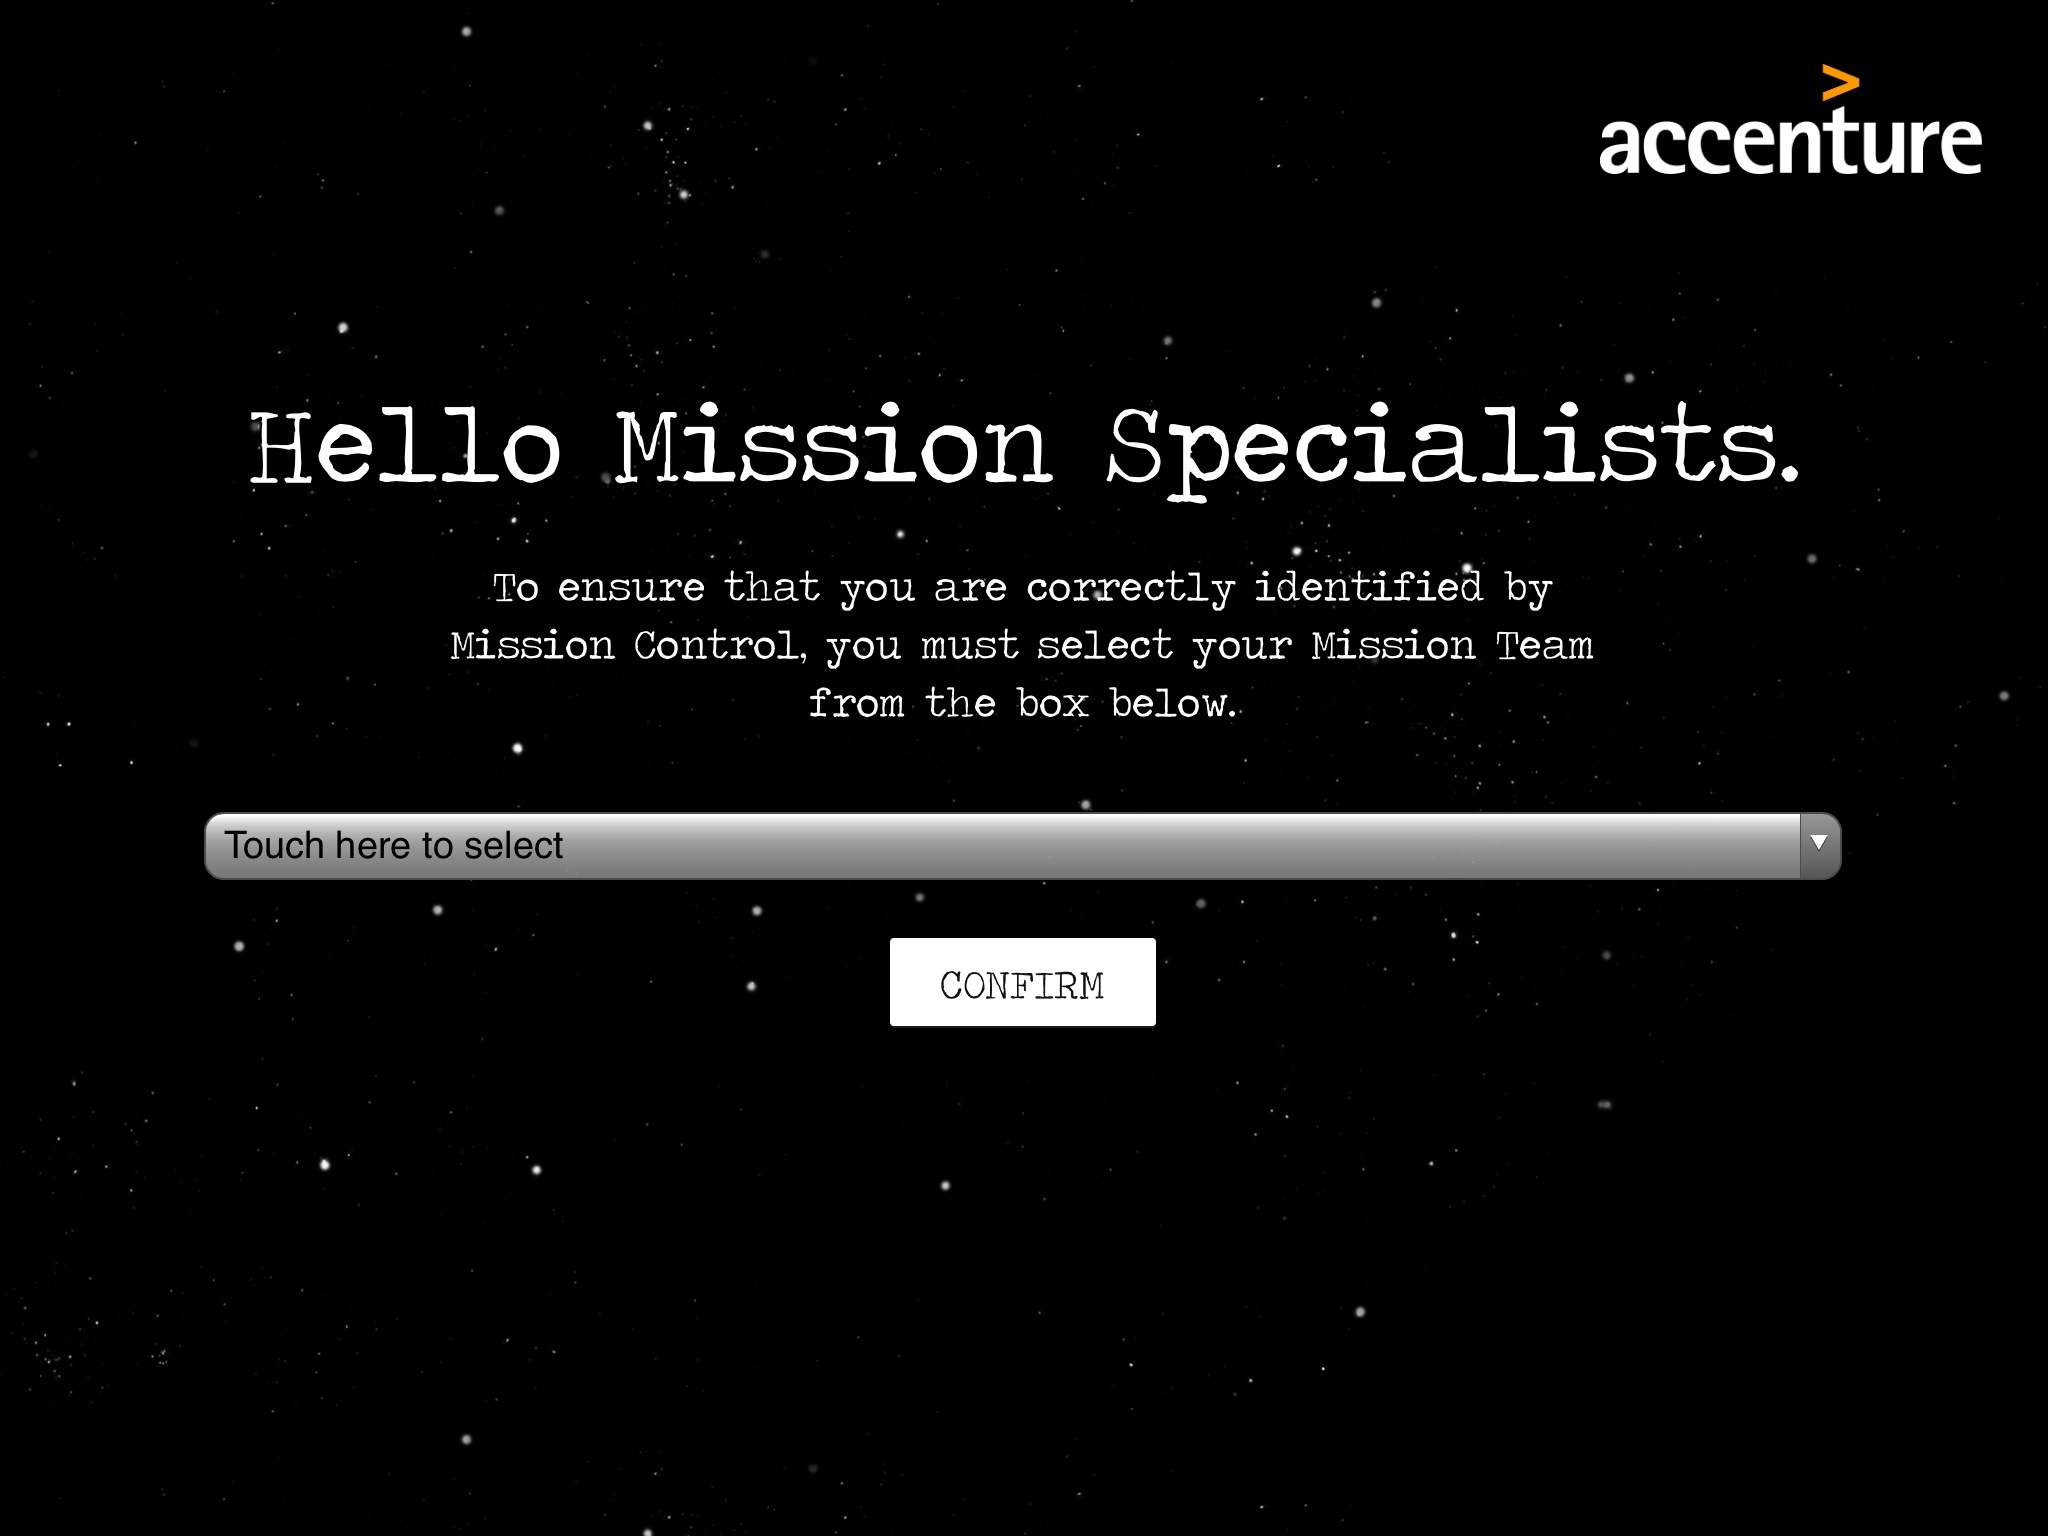 >
accenture
Hello Mission Specialists.
To ensure that you are correctly identified by
Mission Control, you must select your Mission Team
from the box below.
Touch here to select
CONFIRM